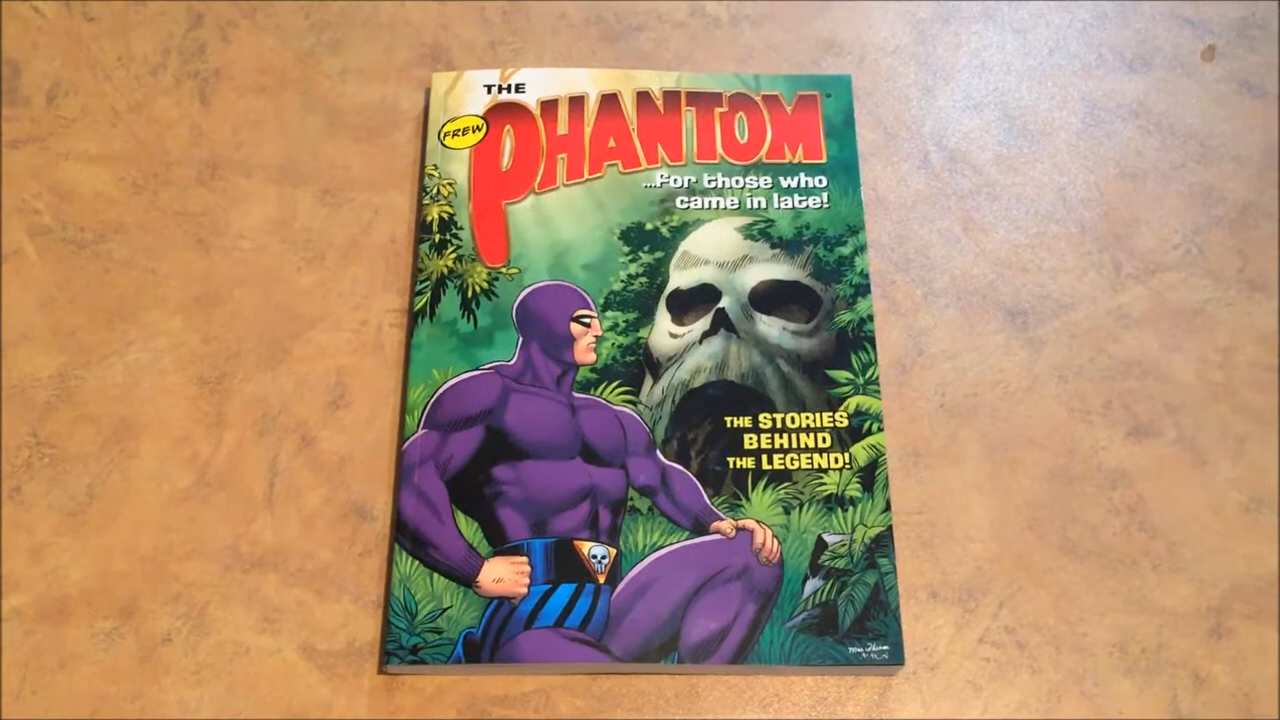 THE
FREW
PHANTOM
...for those who
came in late!
THE STORIES
BEHIND
THE LEGEND!